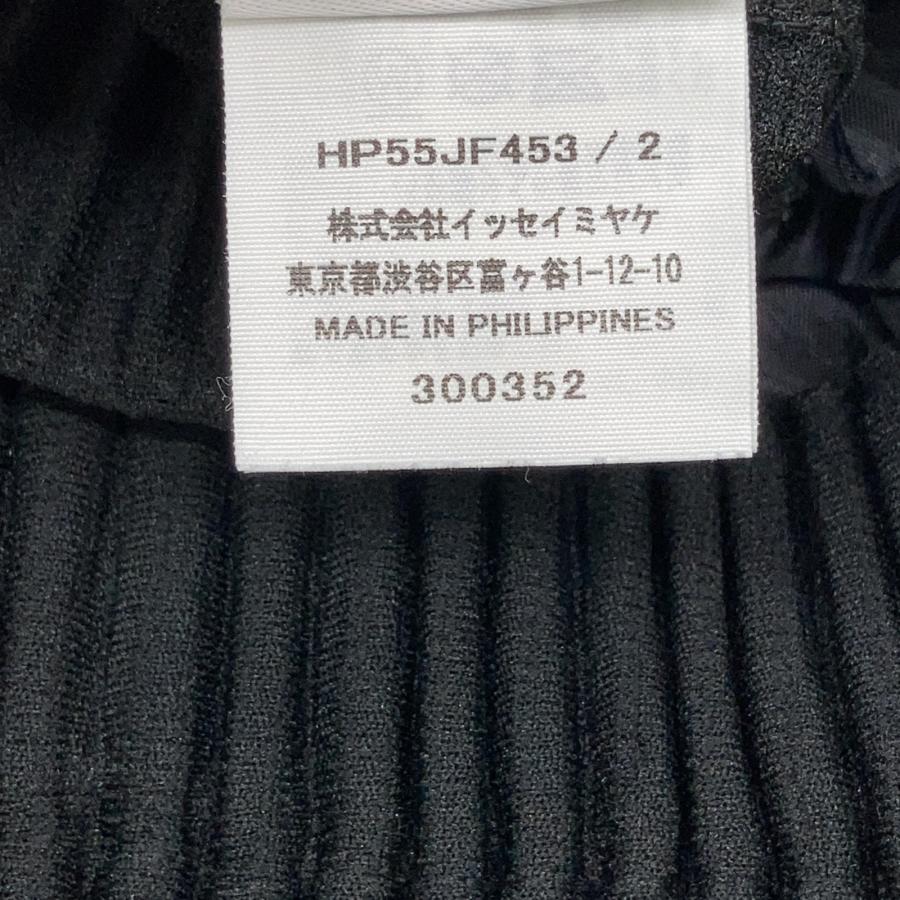 HP55JF453 / 2
株式会社イッセイミヤケ
東京都渋谷区富ヶ谷1-12-10
MADE IN PHILIPPINES
300352